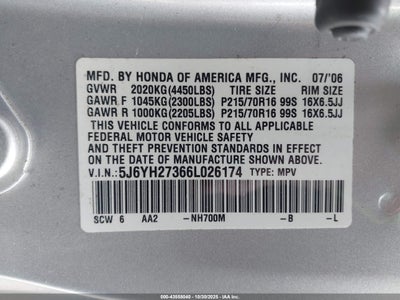 MFD. BY HONDA OF AMERICA MFG., INC. 07/'06
GVWR 2020KG(4450LBS) TIRE SIZE RIM SIZE
GAWR F 1045KG(2300LBS) P215/70R16 99S 16X6.5JJ
GAWR R 1000KG(2205LBS) P215/70R16 99S 16X6.5JJ
THIS VEHICLE CONFORMS TO ALL APPLICABLE
FEDERAL MOTOR VEHICLE SAFETY
AND THEFT PREVENTION STANDARDS IN EFFECT ON
THE DATE OF MANUFACTURE SHOWN ABOVE.
V.I.N.: 5J6YH27366L026174 TYPE: MPV
SCW 6 AA2 -NH700M -B -L
000-43558040 - 10/30/2025 - IAA, Inc.